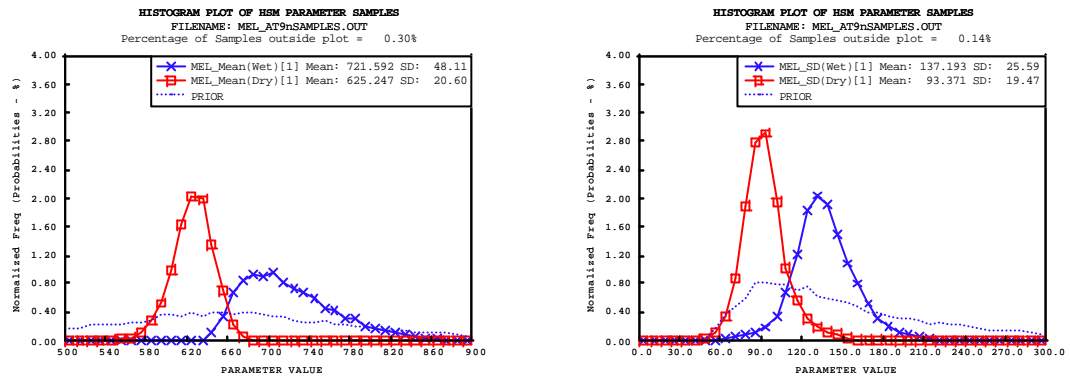 HISTOGRAM PLOT OF HSM PARAMETER SAMPLES
FILENAME: MEL_AT9nSAMPLES.OUT
Percentage of Samples outside plot = 0.30%
Normalized Freq (Probabilities - %)
4.00
3.60
3.20
2.80
2.40
2.00
1.60
1.20
0.80
0.40
0.00
MEL_Mean(Wet)[1] Mean: 721.592 SD: 48.11
MEL_Mean(Dry)[1] Mean: 625.247 SD: 20.60
PRIOR
500 540 580 620 660 700 740 780 820 860 900
PARAMETER VALUE
HISTOGRAM PLOT OF HSM PARAMETER SAMPLES
FILENAME: MEL_AT9nSAMPLES.OUT
Percentage of Samples outside plot = 0.14%
Normalized Freq (Probabilities - %)
4.00
3.60
3.20
2.80
2.40
2.00
1.60
1.20
0.80
0.40
0.00
MEL_SD(Wet)[1] Mean: 137.193 SD: 25.59
MEL_SD(Dry)[1] Mean: 93.371 SD: 19.47
PRIOR
0.0 30.0 60.0 90.0 120.0 150.0 180.0 210.0 240.0 270.0 300.0
PARAMETER VALUE